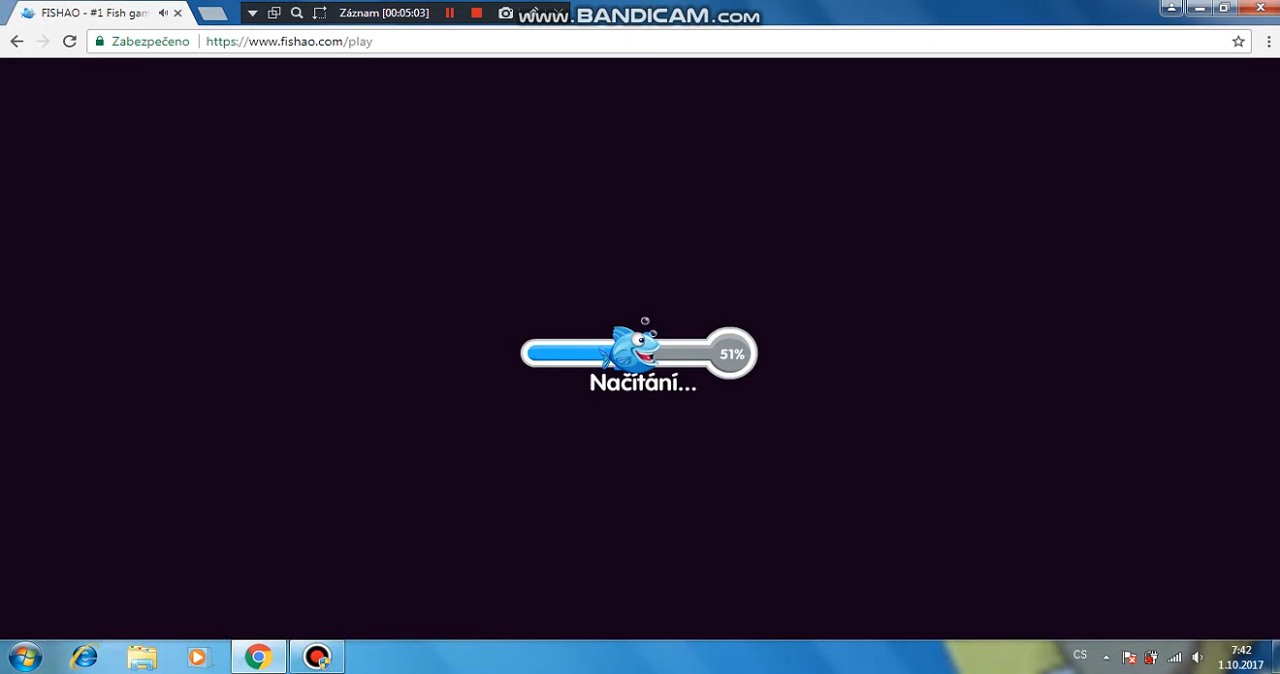 FISHAO - #1 Fish gam
Záznam [00:05:03]
www.BANDICAM.com
Zabezpečeno
https://www.fishao.com/play
51%
Načítání...
CS
7:42
1.10.2017